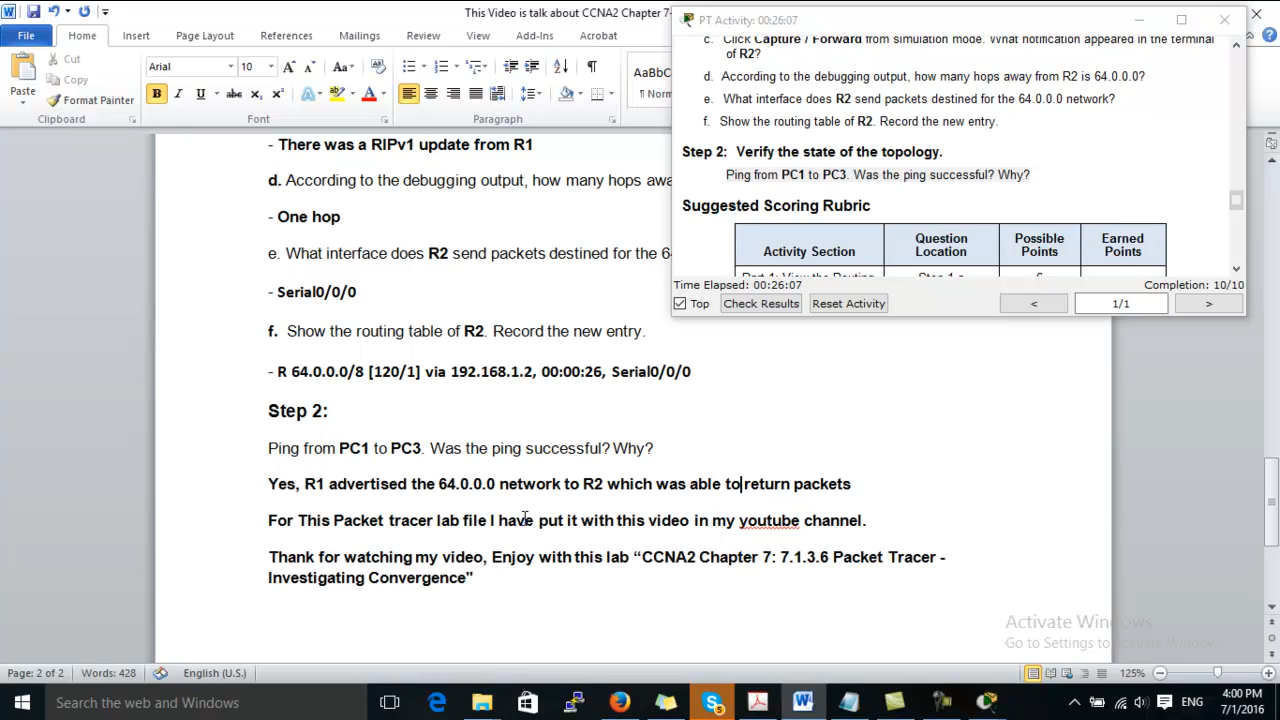 This Video is talk about CCNA2 Chapter 7-
File Home Insert Page Layout References Mailings Review View Add-Ins Acrobat
Paste
Cut
Copy
Format Painter
Clipboard
Arial 10
Font
Paragraph
AaBbC
¶ Norm
PT Activity: 00:26:07
c. Click Capture / Forward from simulation mode. What notification appeared in the terminal
of R2?
d. According to the debugging output, how many hops away from R2 is 64.0.0.0?
e. What interface does R2 send packets destined for the 64.0.0.0 network?
f. Show the routing table of R2. Record the new entry.
Step 2: Verify the state of the topology.
Ping from PC1 to PC3. Was the ping successful? Why?
Suggested Scoring Rubric
Activity Section Question Location Possible Points Earned Points
Part 1: View the Routing Step 1-a 6
Time Elapsed: 00:26:07 Completion: 10/10
Top Check Results Reset Activity < 1/1 >
- There was a RIPv1 update from R1
d. According to the debugging output, how many hops awa
- One hop
e. What interface does R2 send packets destined for the 6
- Serial0/0/0
f. Show the routing table of R2. Record the new entry.
- R 64.0.0.0/8 [120/1] via 192.168.1.2, 00:00:26, Serial0/0/0
Step 2:
Ping from PC1 to PC3. Was the ping successful? Why?
Yes, R1 advertised the 64.0.0.0 network to R2 which was able to return packets
For This Packet tracer lab file I have put it with this video in my youtube channel.
Thank for watching my video, Enjoy with this lab “CCNA2 Chapter 7: 7.1.3.6 Packet Tracer -
Investigating Convergence"
Activate Windows
Go to Settings to activate Windows.
Page: 2 of 2 Words: 428 English (U.S.) 125%
Search the web and Windows
ENG
4:00 PM
7/1/2016